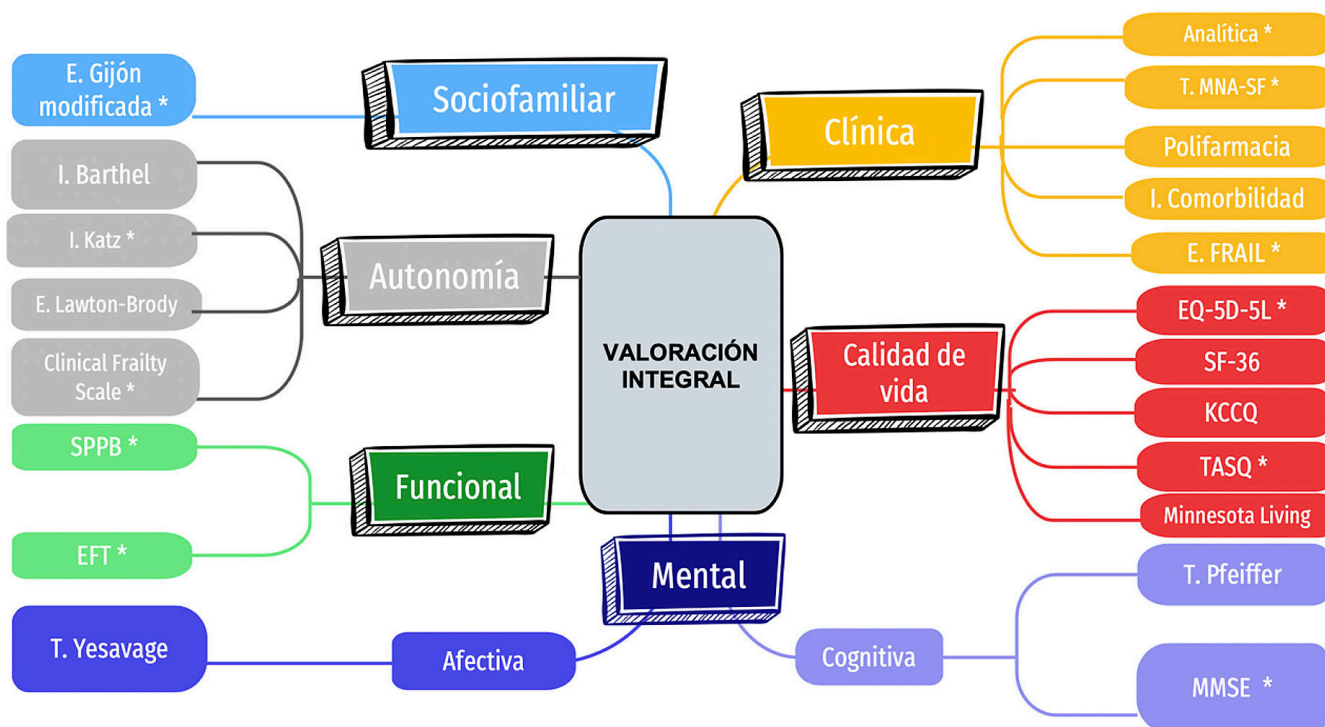 E. Gijón
modificada *
Sociofamiliar
I. Barthel
I. Katz *
E. Lawton-Brody
Clinical Frailty
Scale *
Autonomía
SPPB *
EFT *
Funcional
T. Yesavage
Afectiva
Mental
Cognitiva
T. Pfeiffer
MMSE *
VALORACIÓN
INTEGRAL
Clínica
Analítica *
T. MNA-SF *
Polifarmacia
I. Comorbilidad
E. FRAIL *
Calidad de
vida
EQ-5D-5L *
SF-36
KCCQ
TASQ *
Minnesota Living